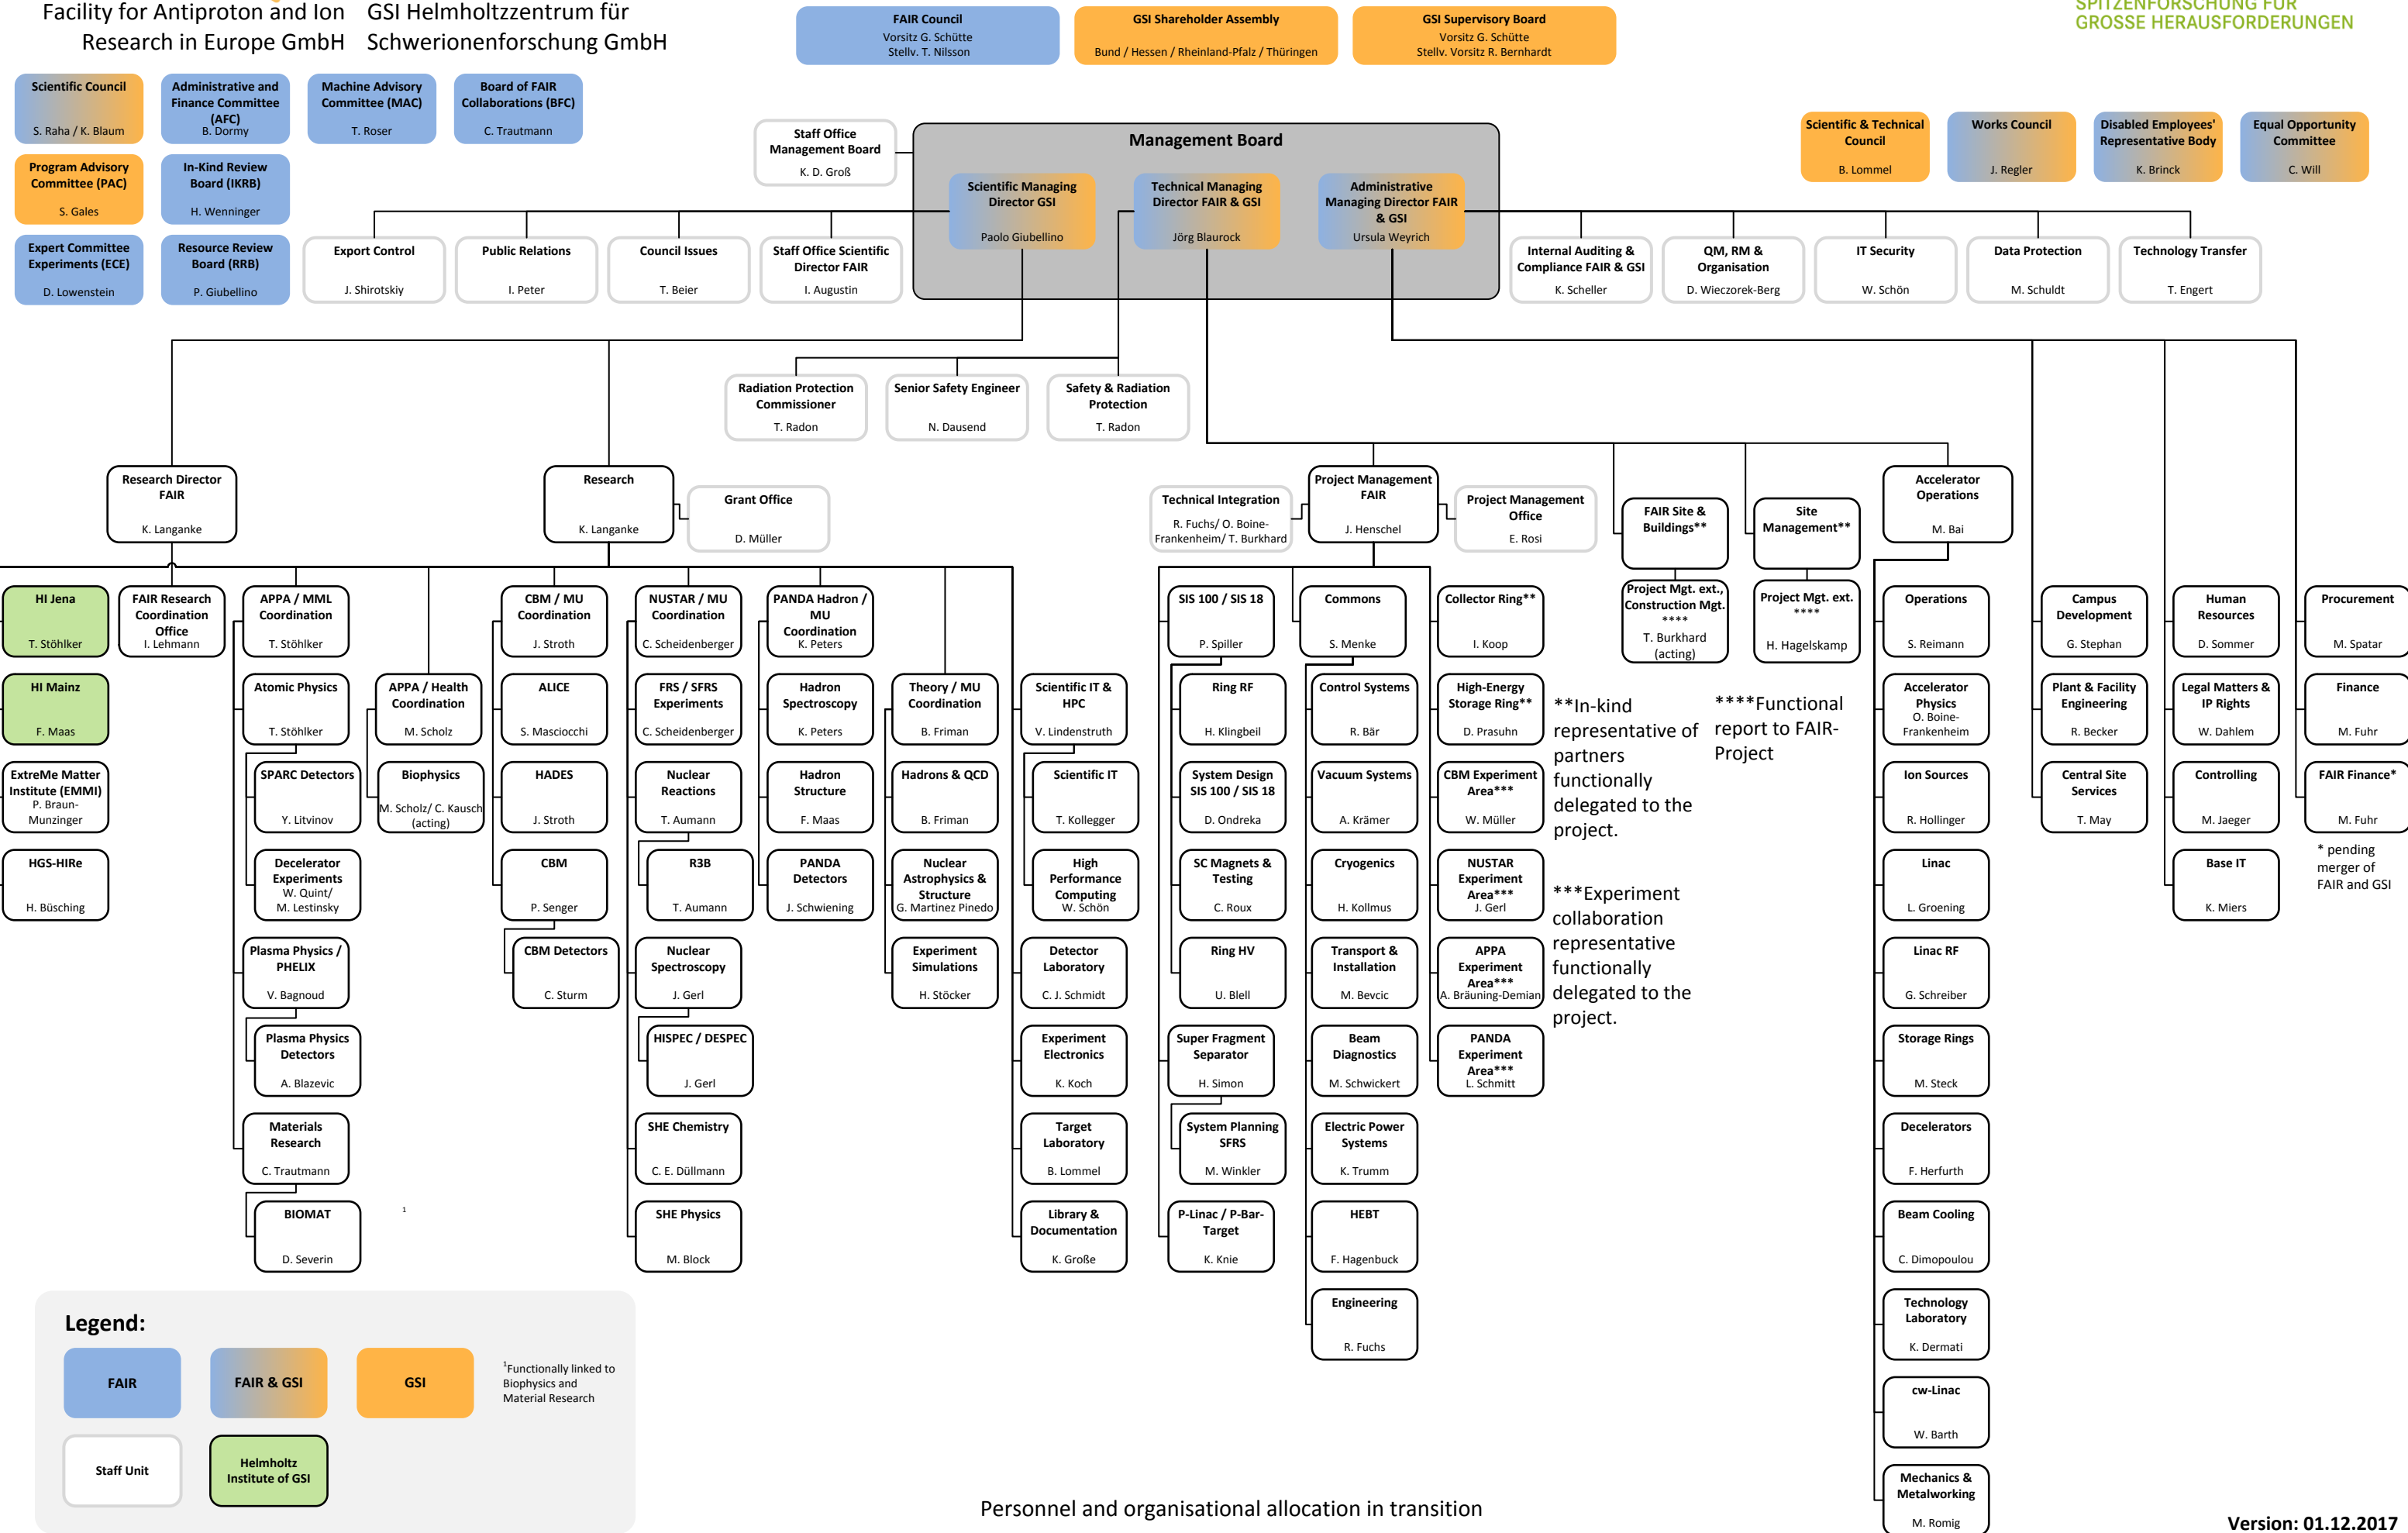 Facility for Antiproton and Ion
Research in Europe GmbH
GSI Helmholtzzentrum für
Schwerionenforschung GmbH
FAIR Council
Vorsitz G. Schütte
Stellv. T. Nilsson
GSI Shareholder Assembly
Bund / Hessen / Rheinland-Pfalz / Thüringen
GSI Supervisory Board
Vorsitz G. Schütte
Stellv. Vorsitz R. Bernhardt
SPITZENFORSCHUNG FÜR
GROSSE HERAUSFORDERUNGEN
Scientific Council
S. Raha / K. Blaum
Administrative and
Finance Committee
(AFC)
B. Dormy
Machine Advisory
Committee (MAC)
T. Roser
Board of FAIR
Collaborations (BFC)
C. Trautmann
Program Advisory
Committee (PAC)
S. Gales
In-Kind Review
Board (IKRB)
H. Wenninger
Expert Committee
Experiments (ECE)
D. Lowenstein
Resource Review
Board (RRB)
P. Giubellino
Staff Office
Management Board
K. D. Groß
Management Board
Scientific Managing
Director GSI
Paolo Giubellino
Technical Managing
Director FAIR & GSI
Jörg Blaurock
Administrative
Managing Director FAIR
& GSI
Ursula Weyrich
Scientific & Technical
Council
B. Lommel
Works Council
J. Regler
Disabled Employees'
Representative Body
K. Brinck
Equal Opportunity
Committee
C. Will
Export Control
J. Shirotskiy
Public Relations
I. Peter
Council Issues
T. Beier
Staff Office Scientific
Director FAIR
I. Augustin
Internal Auditing &
Compliance FAIR & GSI
K. Scheller
QM, RM &
Organisation
D. Wieczorek-Berg
IT Security
W. Schön
Data Protection
M. Schuldt
Technology Transfer
T. Engert
Radiation Protection
Commissioner
T. Radon
Senior Safety Engineer
N. Dausend
Safety & Radiation
Protection
T. Radon
Research Director
FAIR
K. Langanke
Research
K. Langanke
Grant Office
D. Müller
Technical Integration
R. Fuchs/ O. Boine-
Frankenheim/ T. Burkhard
Project Management
FAIR
J. Henschel
Project Management
Office
E. Rosi
FAIR Site &
Buildings**
Site
Management**
Accelerator
Operations
M. Bai
HI Jena
T. Stöhlker
HI Mainz
F. Maas
ExtreMe Matter
Institute (EMMI)
P. Braun-
Munzinger
HGS-HIRe
H. Büsching
FAIR Research
Coordination
Office
I. Lehmann
APPA / MML
Coordination
T. Stöhlker
Atomic Physics
T. Stöhlker
SPARC Detectors
Y. Litvinov
Decelerator
Experiments
W. Quint/
M. Lestinsky
Plasma Physics /
PHELIX
V. Bagnoud
Plasma Physics
Detectors
A. Blazevic
Materials
Research
C. Trautmann
BIOMAT
D. Severin
1
APPA / Health
Coordination
M. Scholz
Biophysics
M. Scholz/ C. Kausch
(acting)
CBM / MU
Coordination
J. Stroth
ALICE
S. Masciocchi
HADES
J. Stroth
CBM
P. Senger
CBM Detectors
C. Sturm
NUSTAR / MU
Coordination
C. Scheidenberger
FRS / SFRS
Experiments
C. Scheidenberger
Nuclear
Reactions
T. Aumann
R3B
T. Aumann
Nuclear
Spectroscopy
J. Gerl
HISPEC / DESPEC
J. Gerl
SHE Chemistry
C. E. Düllmann
SHE Physics
M. Block
PANDA Hadron /
MU
Coordination
K. Peters
Hadron
Spectroscopy
K. Peters
Hadron
Structure
F. Maas
PANDA
Detectors
J. Schwiening
Theory / MU
Coordination
B. Friman
Hadrons & QCD
B. Friman
Nuclear
Astrophysics &
Structure
G. Martinez Pinedo
Experiment
Simulations
H. Stöcker
Scientific IT &
HPC
V. Lindenstruth
Scientific IT
T. Kollegger
High
Performance
Computing
W. Schön
Detector
Laboratory
C. J. Schmidt
Experiment
Electronics
K. Koch
Target
Laboratory
B. Lommel
Library &
Documentation
K. Große
SIS 100 / SIS 18
P. Spiller
Ring RF
H. Klingbeil
System Design
SIS 100 / SIS 18
D. Ondreka
SC Magnets &
Testing
C. Roux
Ring HV
U. Blell
Super Fragment
Separator
H. Simon
System Planning
SFRS
M. Winkler
P-Linac / P-Bar-
Target
K. Knie
Commons
S. Menke
Control Systems
R. Bär
Vacuum Systems
A. Krämer
Cryogenics
H. Kollmus
Transport &
Installation
M. Bevcic
Beam
Diagnostics
M. Schwickert
Electric Power
Systems
K. Trumm
HEBT
F. Hagenbuck
Engineering
R. Fuchs
Collector Ring**
I. Koop
High-Energy
Storage Ring**
D. Prasuhn
CBM Experiment
Area***
W. Müller
NUSTAR
Experiment
Area***
J. Gerl
APPA
Experiment
Area***
A. Bräuning-Demian
PANDA
Experiment
Area***
L. Schmitt
Project Mgt. ext.,
Construction Mgt.
****
T. Burkhard
(acting)
Project Mgt. ext.
****
H. Hagelskamp
**In-kind
representative of
partners
functionally
delegated to the
project.
***Experiment
collaboration
representative
functionally
delegated to the
project.
****Functional
report to FAIR-
Project
Operations
S. Reimann
Accelerator
Physics
O. Boine-
Frankenheim
Ion Sources
R. Hollinger
Linac
L. Groening
Linac RF
G. Schreiber
Storage Rings
M. Steck
Decelerators
F. Herfurth
Beam Cooling
C. Dimopoulou
Technology
Laboratory
K. Dermati
cw-Linac
W. Barth
Mechanics &
Metalworking
M. Romig
Campus
Development
G. Stephan
Plant & Facility
Engineering
R. Becker
Central Site
Services
T. May
Human
Resources
D. Sommer
Legal Matters &
IP Rights
W. Dahlem
Controlling
M. Jaeger
Base IT
K. Miers
Procurement
M. Spatar
Finance
M. Fuhr
FAIR Finance*
M. Fuhr
* pending
merger of
FAIR and GSI
Legend:
FAIR
FAIR & GSI
GSI
1Functionally linked to
Biophysics and
Material Research
Staff Unit
Helmholtz
Institute of GSI
Personnel and organisational allocation in transition
Version: 01.12.2017